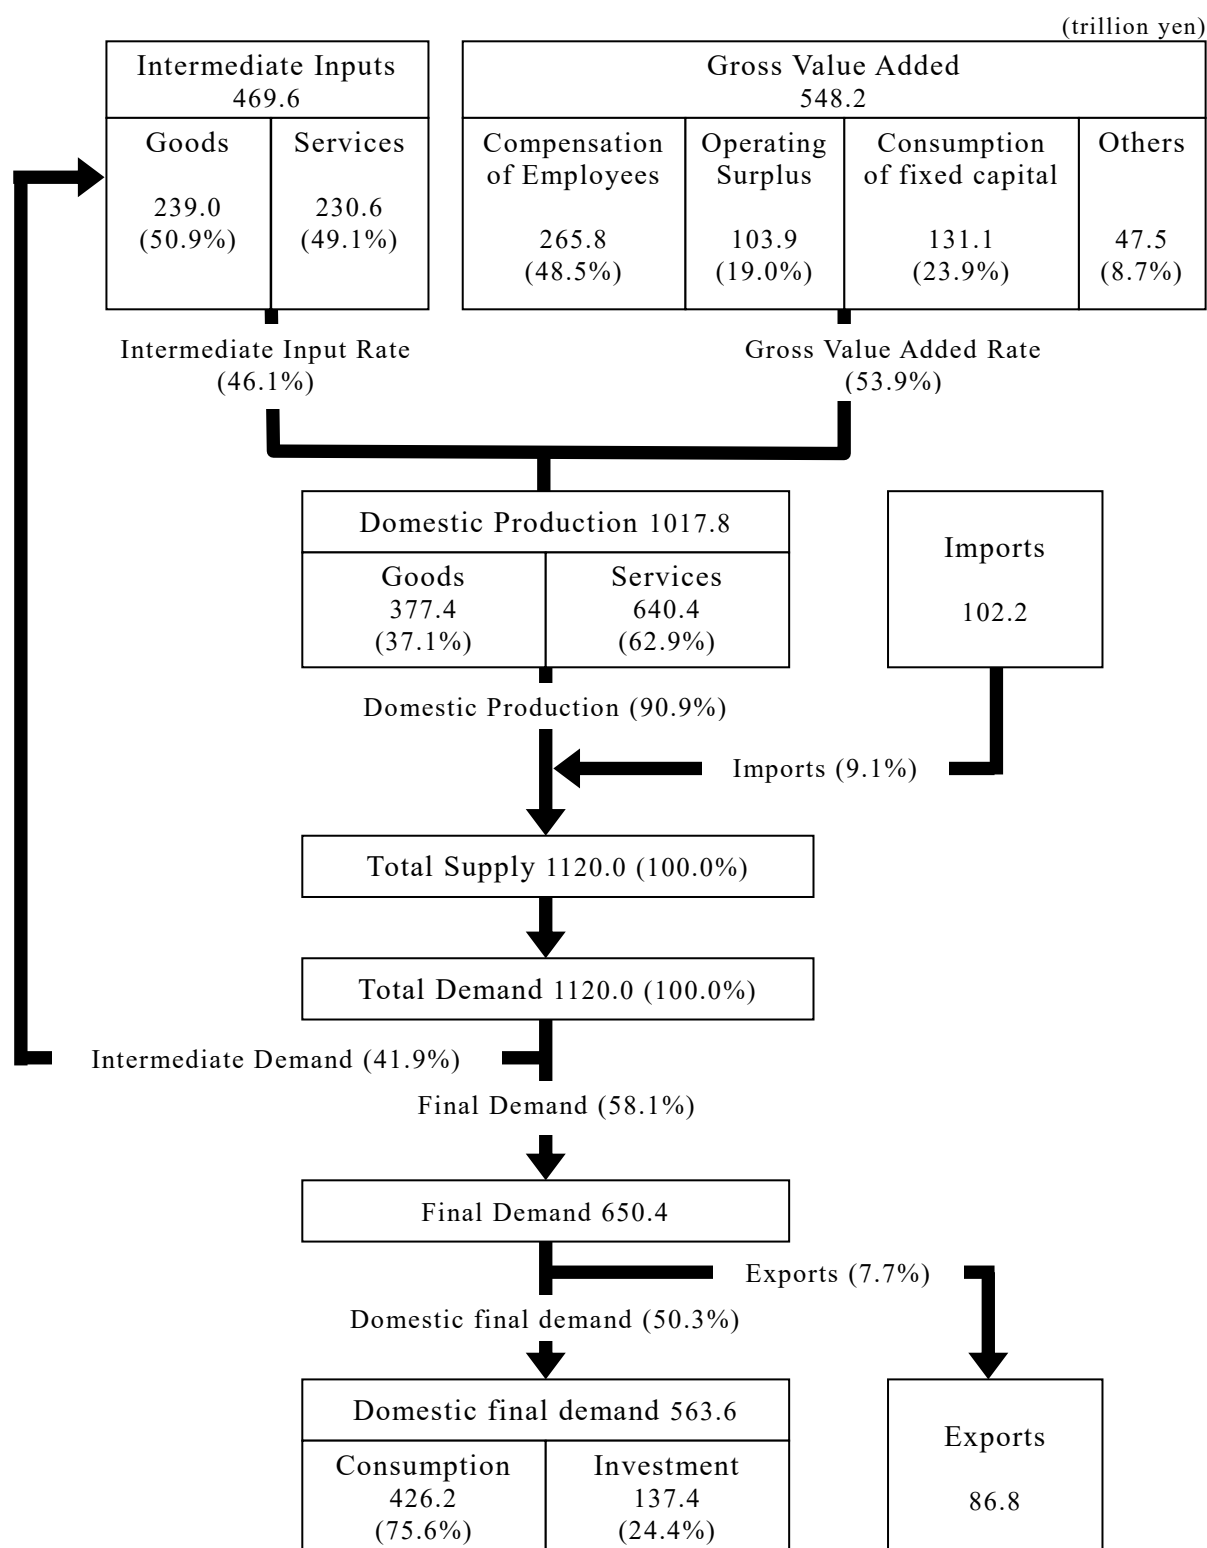 (trillion yen)
Intermediate Inputs
469.6
Goods
239.0
(50.9%)
Services
230.6
(49.1%)
Gross Value Added
548.2
Compensation
of Employees
265.8
(48.5%)
Operating
Surplus
103.9
(19.0%)
Consumption
of fixed capital
131.1
(23.9%)
Others
47.5
(8.7%)
Intermediate Input Rate
(46.1%)
Gross Value Added Rate
(53.9%)
Domestic Production 1017.8
Goods
377.4
(37.1%)
Services
640.4
(62.9%)
Imports
102.2
Domestic Production (90.9%)
Imports (9.1%)
Total Supply 1120.0 (100.0%)
Total Demand 1120.0 (100.0%)
Intermediate Demand (41.9%)
Final Demand (58.1%)
Final Demand 650.4
Exports (7.7%)
Domestic final demand (50.3%)
Domestic final demand 563.6
Consumption
426.2
(75.6%)
Investment
137.4
(24.4%)
Exports
86.8